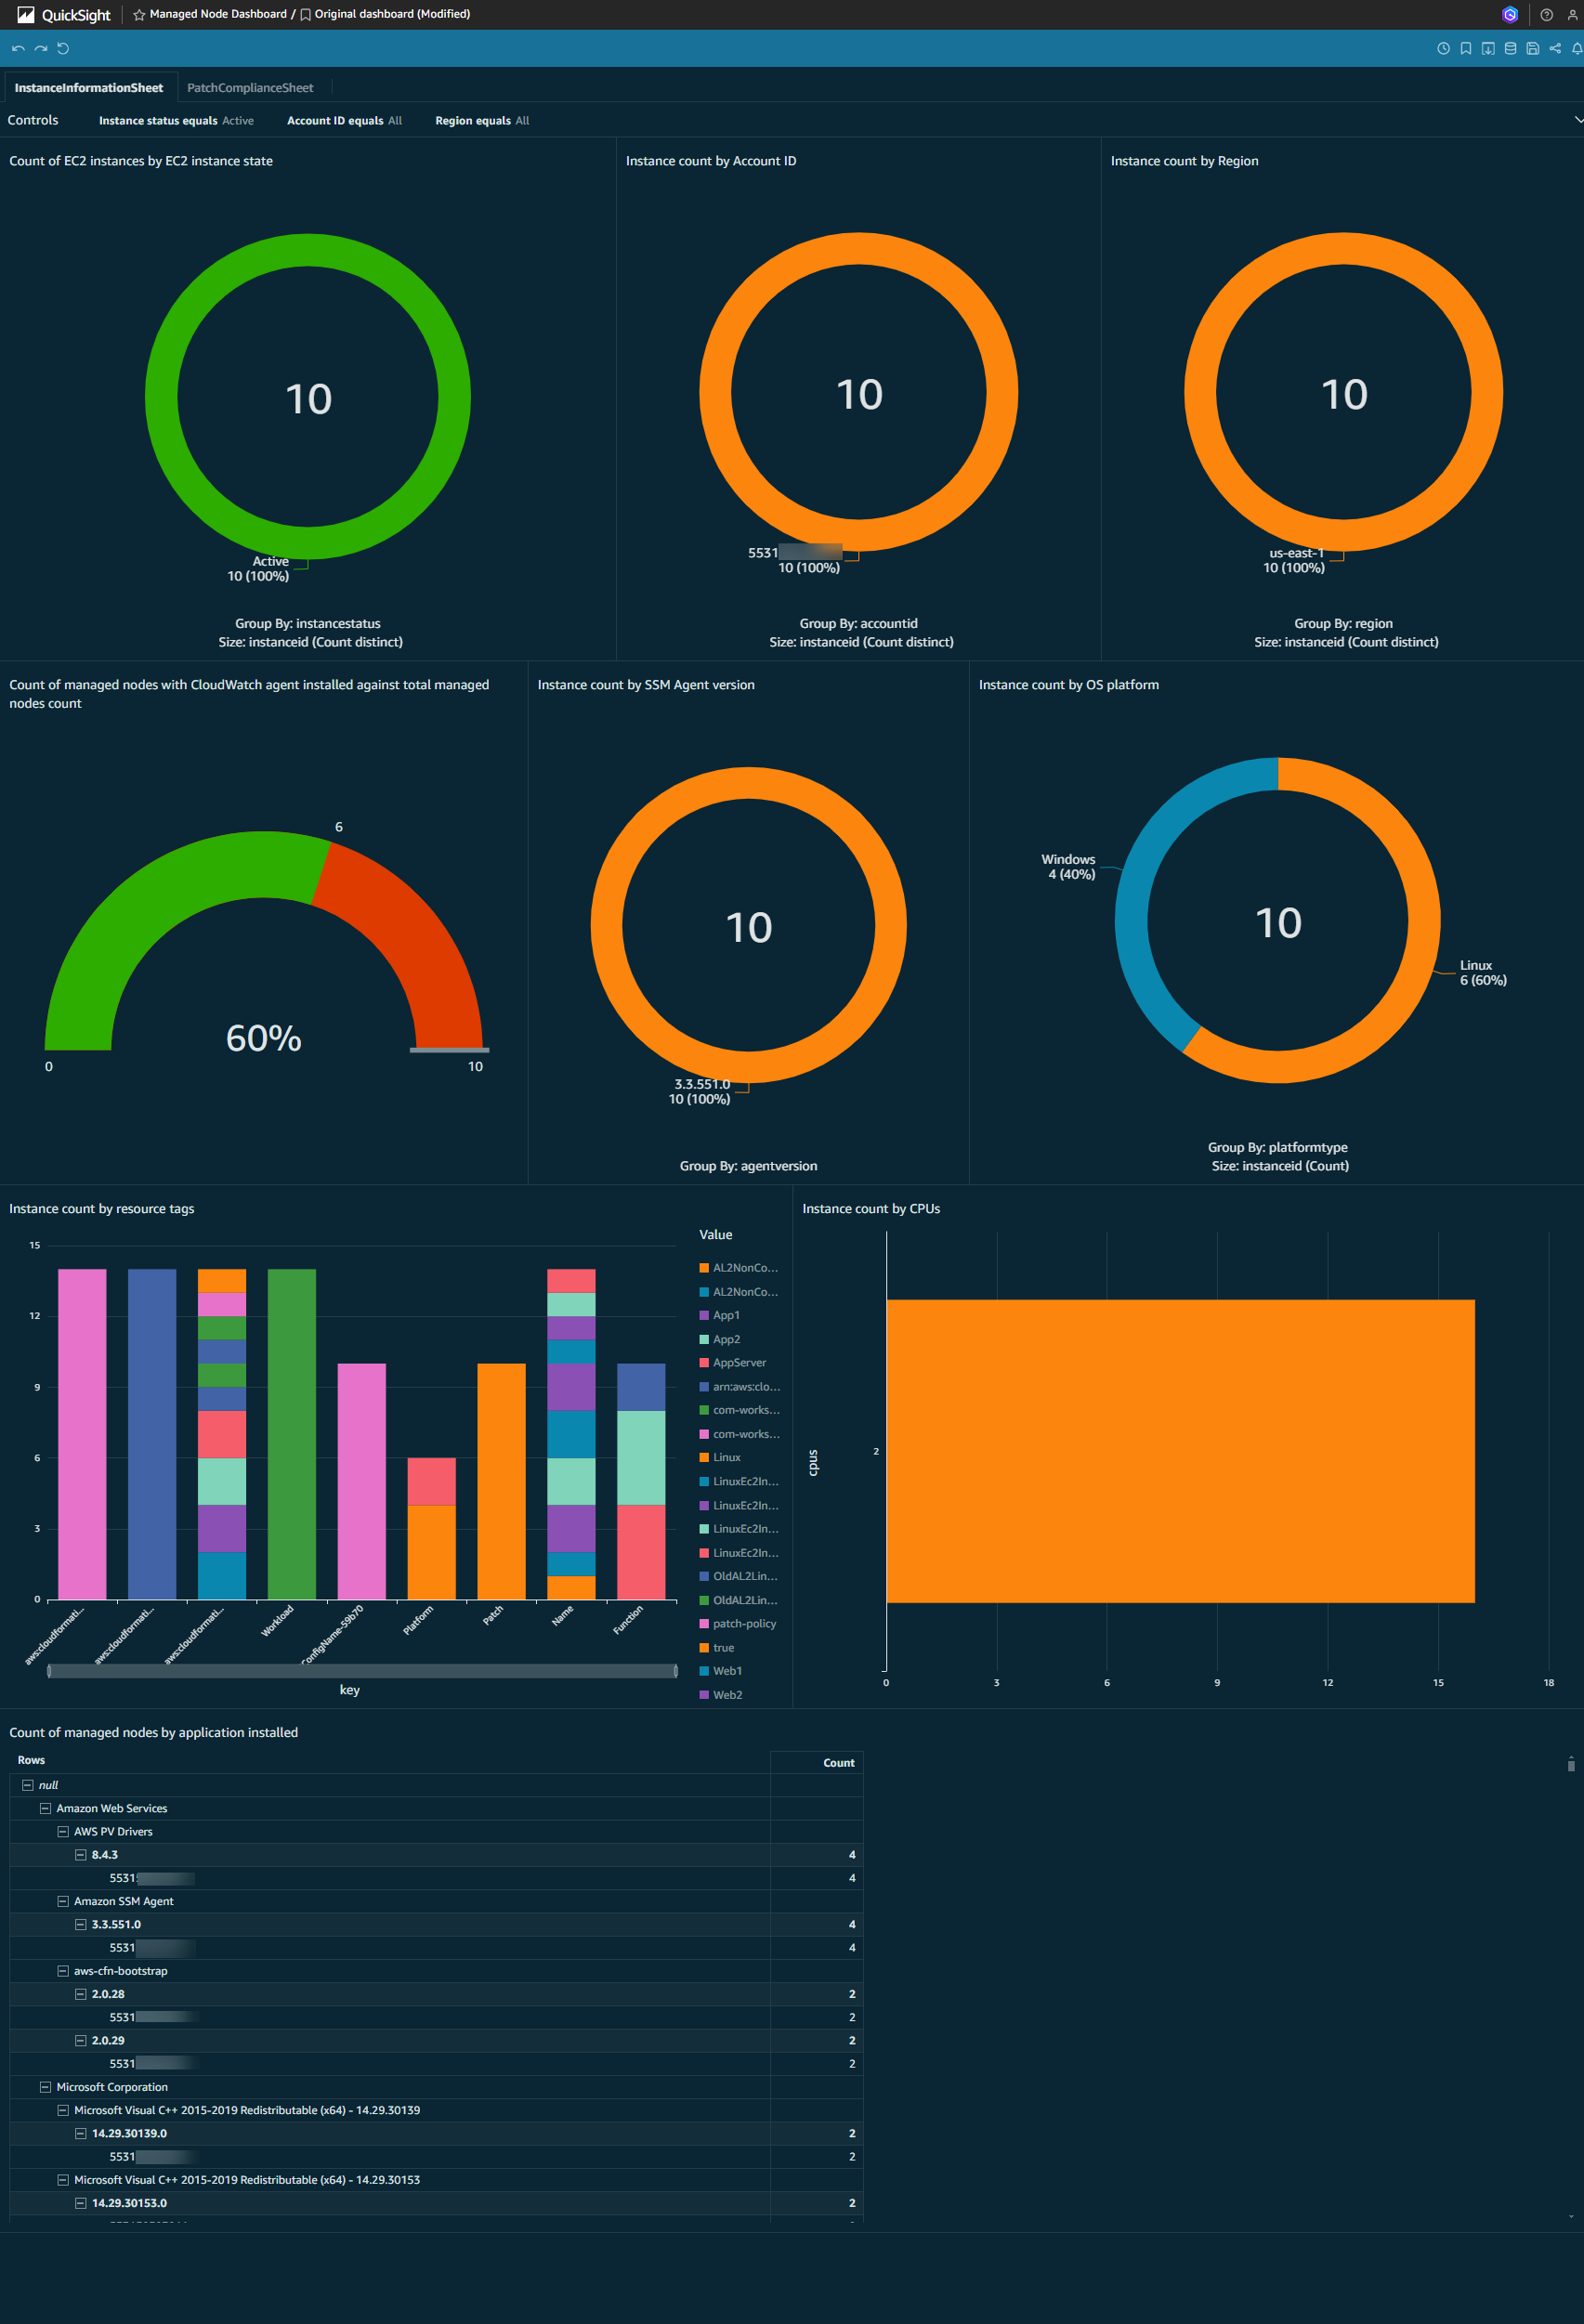 QuickSight Managed Node Dashboard / Original dashboard (Modified)
InstanceInformationSheet PatchComplianceSheet
Controls Instance status equals Active Account ID equals All Region equals All
Count of EC2 instances by EC2 instance state
10
Active
10 (100%)
Group By: instancestatus
Size: instanceid (Count distinct)
Instance count by Account ID
10
5531
10 (100%)
Group By: accountid
Size: instanceid (Count distinct)
Instance count by Region
10
us-east-1
10 (100%)
Group By: region
Size: instanceid (Count distinct)
Count of managed nodes with CloudWatch agent installed against total managed
nodes count
6
60%
0 10
Instance count by SSM Agent version
10
3.3.551.0
10 (100%)
Group By: agentversion
Instance count by OS platform
Windows
4 (40%)
10
Linux
6 (60%)
Group By: platformtype
Size: instanceid (Count)
Instance count by resource tags
15
12
9
6
3
0
aws:cloudformati...
aws:cloudformati...
aws:cloudformati...
Workload
ConfigName-59b70
Platform
Patch
Name
Function
key
Value
AL2NonCo...
AL2NonCo...
App1
App2
AppServer
arn:aws:clo...
com-works...
com-works...
Linux
LinuxEc2In...
LinuxEc2In...
LinuxEc2In...
LinuxEc2In...
OldAL2Lin...
OldAL2Lin...
patch-policy
true
Web1
Web2
Instance count by CPUs
cpus
2
0 3 6 9 12 15 18
Count of managed nodes by application installed
Rows Count
null
Amazon Web Services
AWS PV Drivers
8.4.3 4
5531 4
Amazon SSM Agent
3.3.551.0 4
5531 4
aws-cfn-bootstrap
2.0.28 2
5531 2
2.0.29 2
5531 2
Microsoft Corporation
Microsoft Visual C++ 2015-2019 Redistributable (x64) - 14.29.30139
14.29.30139.0 2
5531 2
Microsoft Visual C++ 2015-2019 Redistributable (x64) - 14.29.30153
14.29.30153.0 2